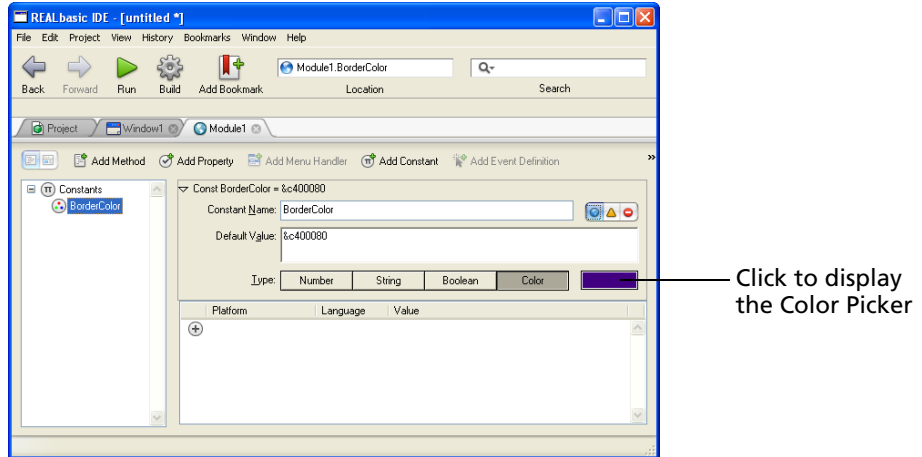 REALbasic IDE - [untitled *]
File Edit Project View History Bookmarks Window Help
Module1.BorderColor
Back Forward Run Build Add Bookmark Location Search
Project Window1 Module1
Add Method Add Property Add Menu Handler Add Constant Add Event Definition »
Constants
BorderColor
Const BorderColor = &c400080
Constant Name: BorderColor
Default Value: &c400080
Type: Number String Boolean Color
Platform Language Value
Click to display
the Color Picker